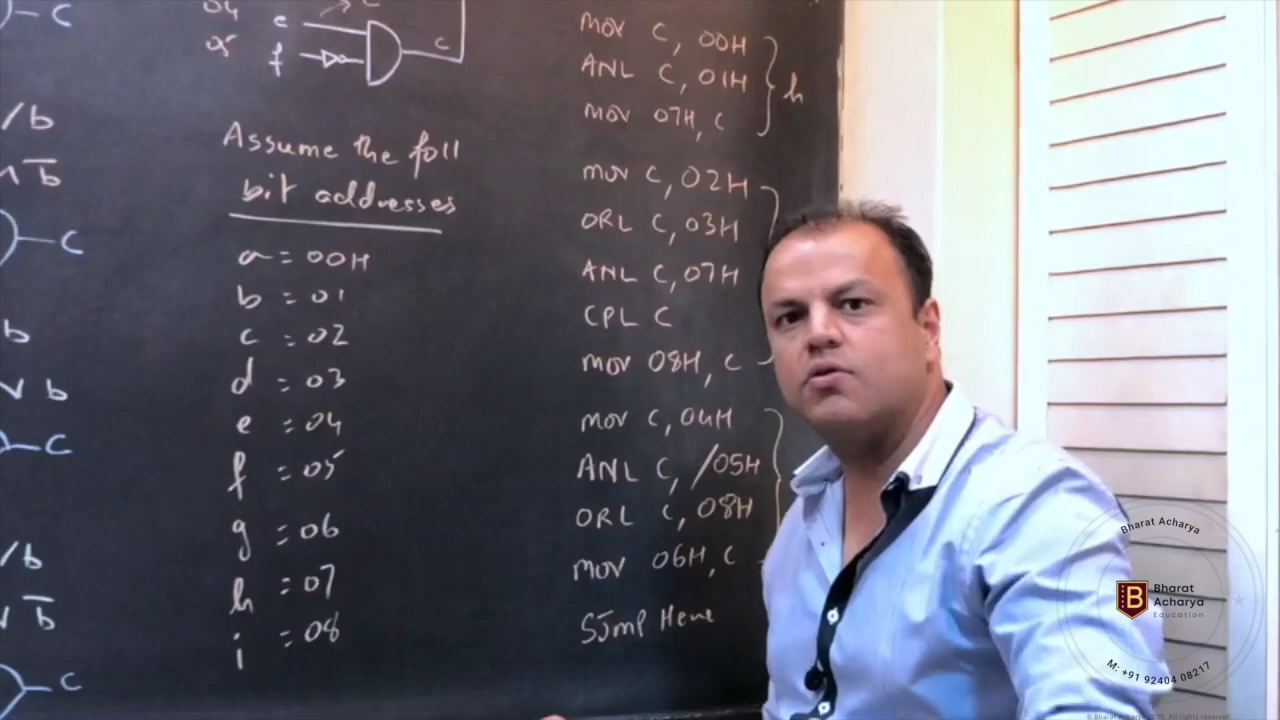 C
04
e
c
05
f
c
/b
∧ b̅
C
b
∨ b
C
/b
∨ b̅
C
Assume the foll
bit addresses
a = 00H
b = 01
c = 02
d = 03
e = 04
f = 05
g = 06
h = 07
i = 08
MOV C, 00H
ANL C, 01H
MOV 07H, C
h
MOV C, 02H
ORL C, 03H
ANL C, 07H
CPL C
MOV 08H, C
MOV C, 04H
ANL C, /05H
ORL C, 08H
MOV 06H, C
SJmp Here
Bharat Acharya
B
Bharat
Acharya
Education
M: +91 92404 08217